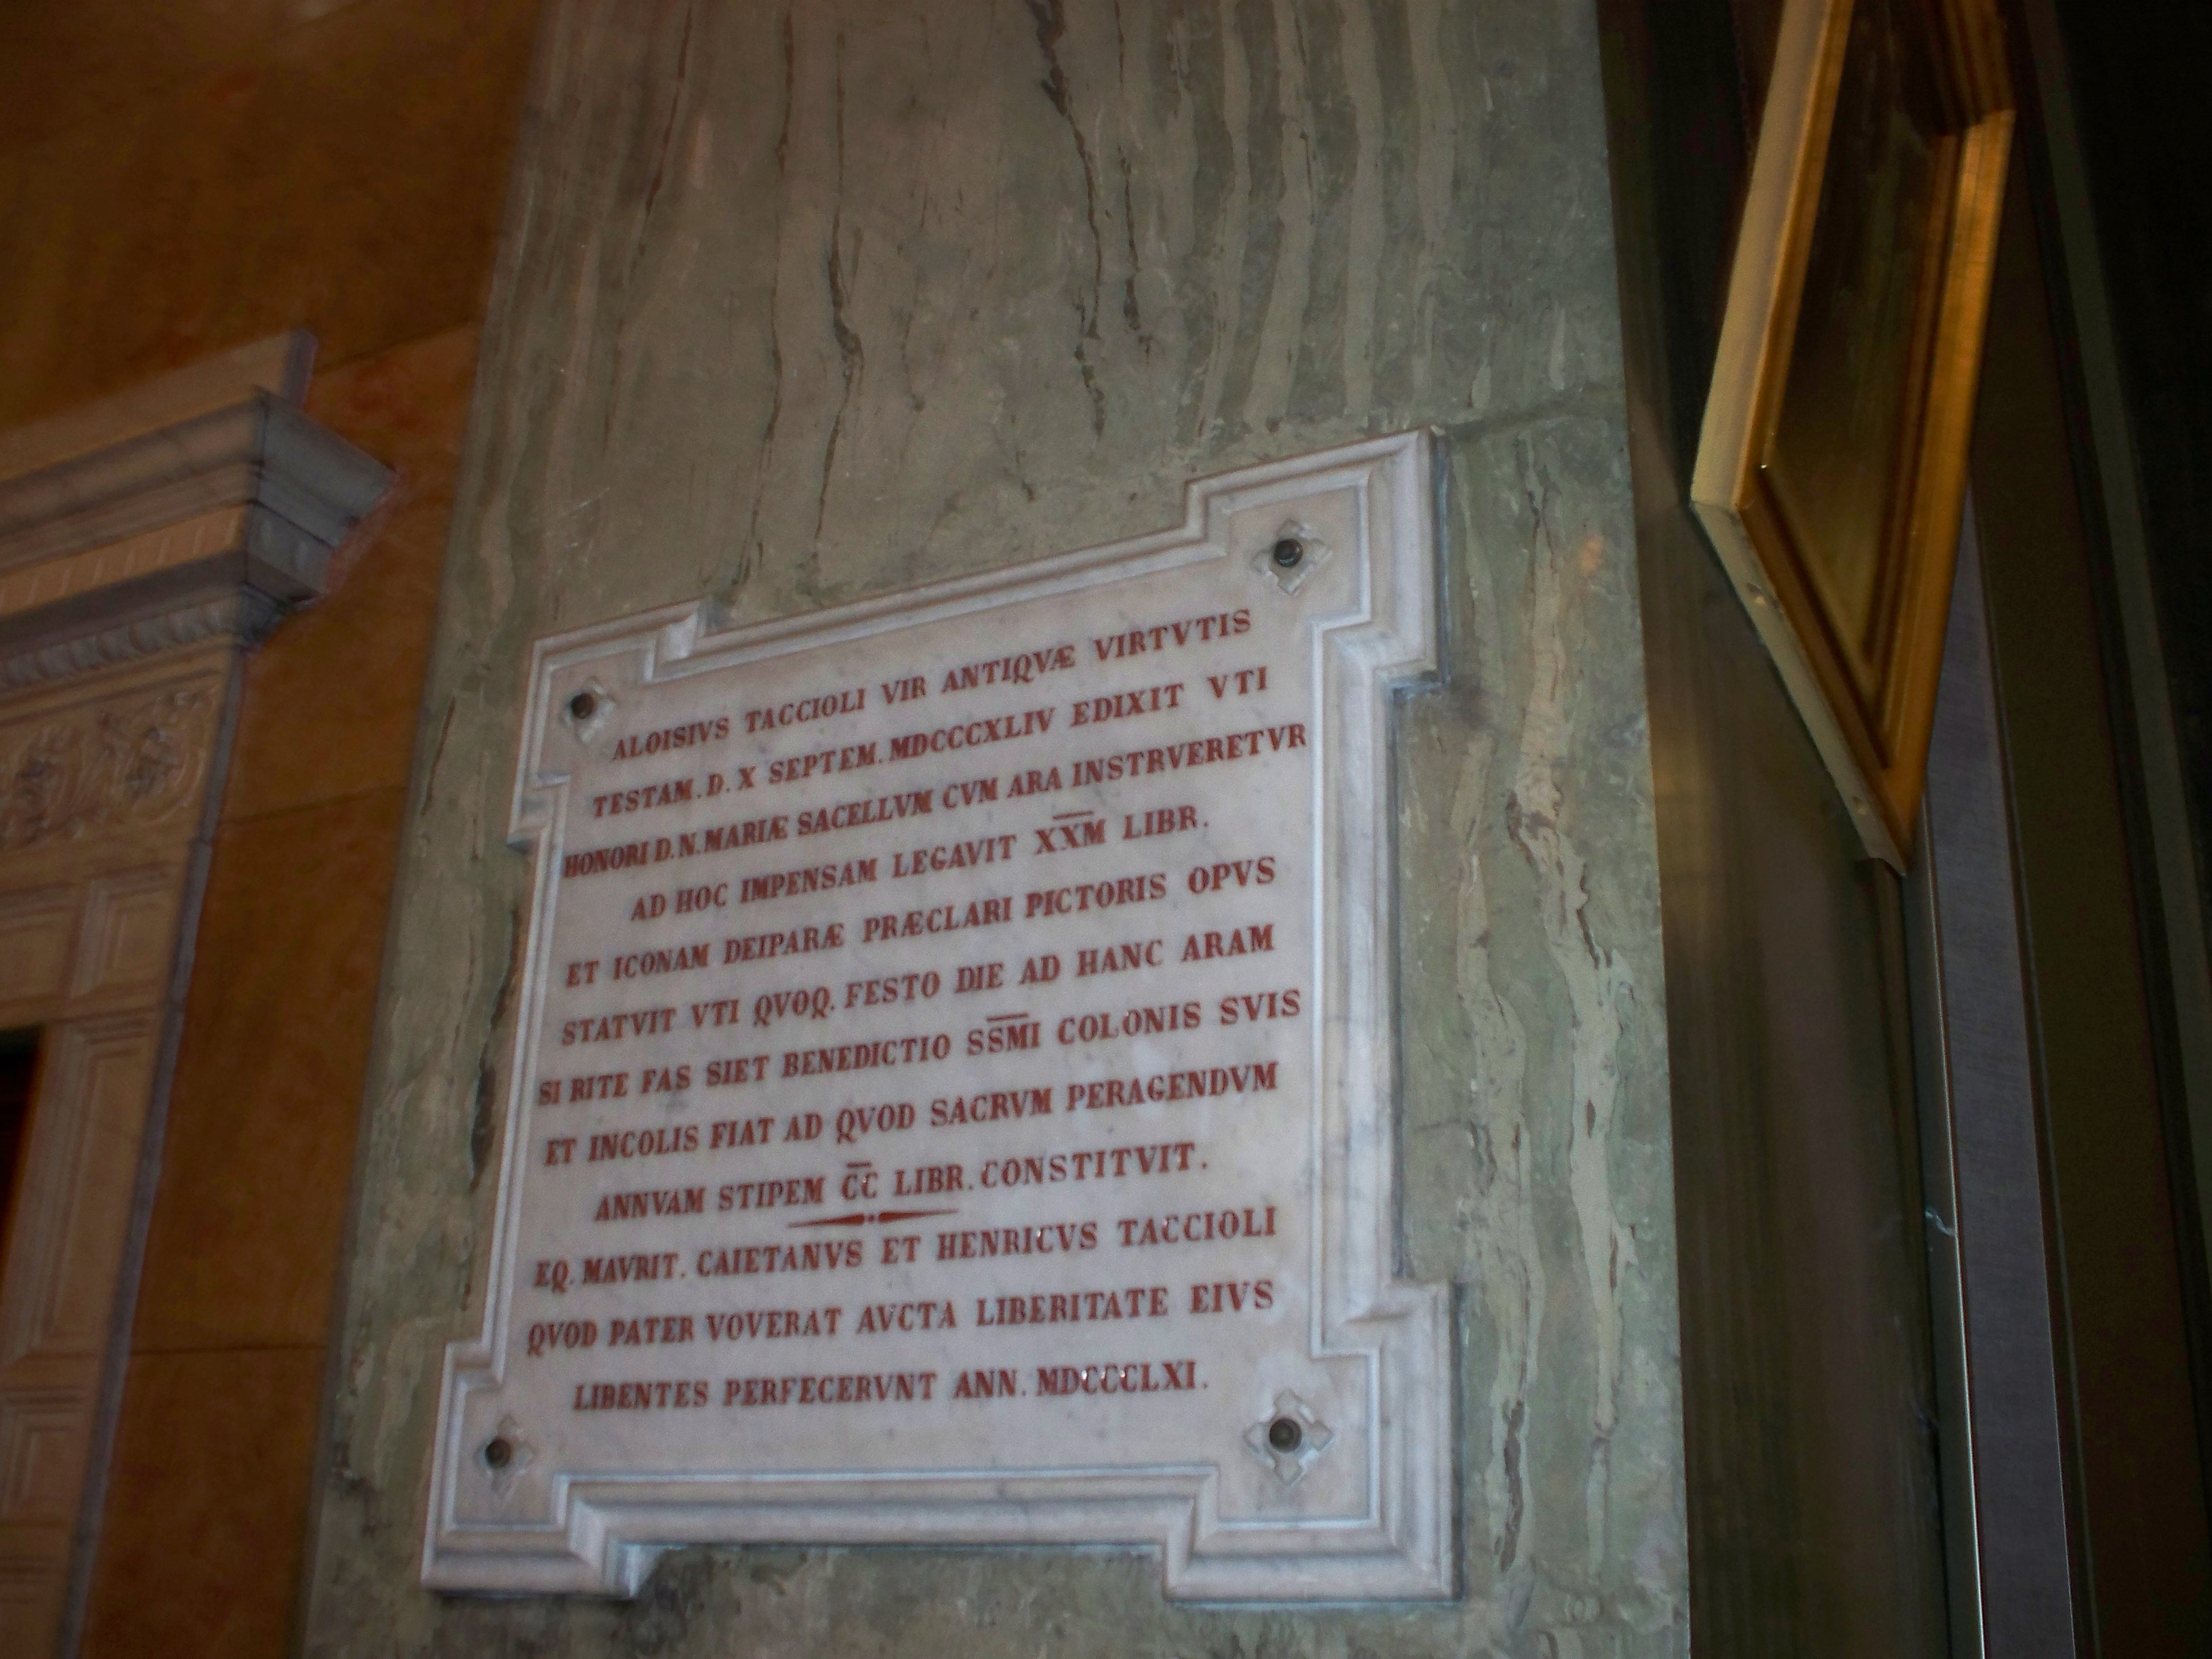 ALOISIVS TACCIOLI VIR ANTIQVÆ VIRTVTIS
TESTAM. D. X SEPTEM. MDCCCXLIV EDIXIT VTI
HONORI D. N. MARIÆ SACELLVM CVM ARA INSTRVERETVR
AD HOC IMPENSAM LEGAVIT XX̅M̅ LIBR.
ET ICONAM DEIPARÆ PRÆCLARI PICTORIS OPVS
STATVIT VTI QVOQ. FESTO DIE AD HANC ARAM
SI RITE FAS SIET BENEDICTIO SS̅M̅I COLONIS SVIS
ET INCOLIS FIAT AD QVOD SACRVM PERAGENDVM
ANNVAM STIPEM C̅C̅ LIBR. CONSTITVIT.
EQ. MAVRIT. CAIETANVS ET HENRICVS TACCIOLI
QVOD PATER VOVERAT AVCTA LIBERITATE EIVS
LIBENTES PERFECERVNT ANN. MDCCCLXI.